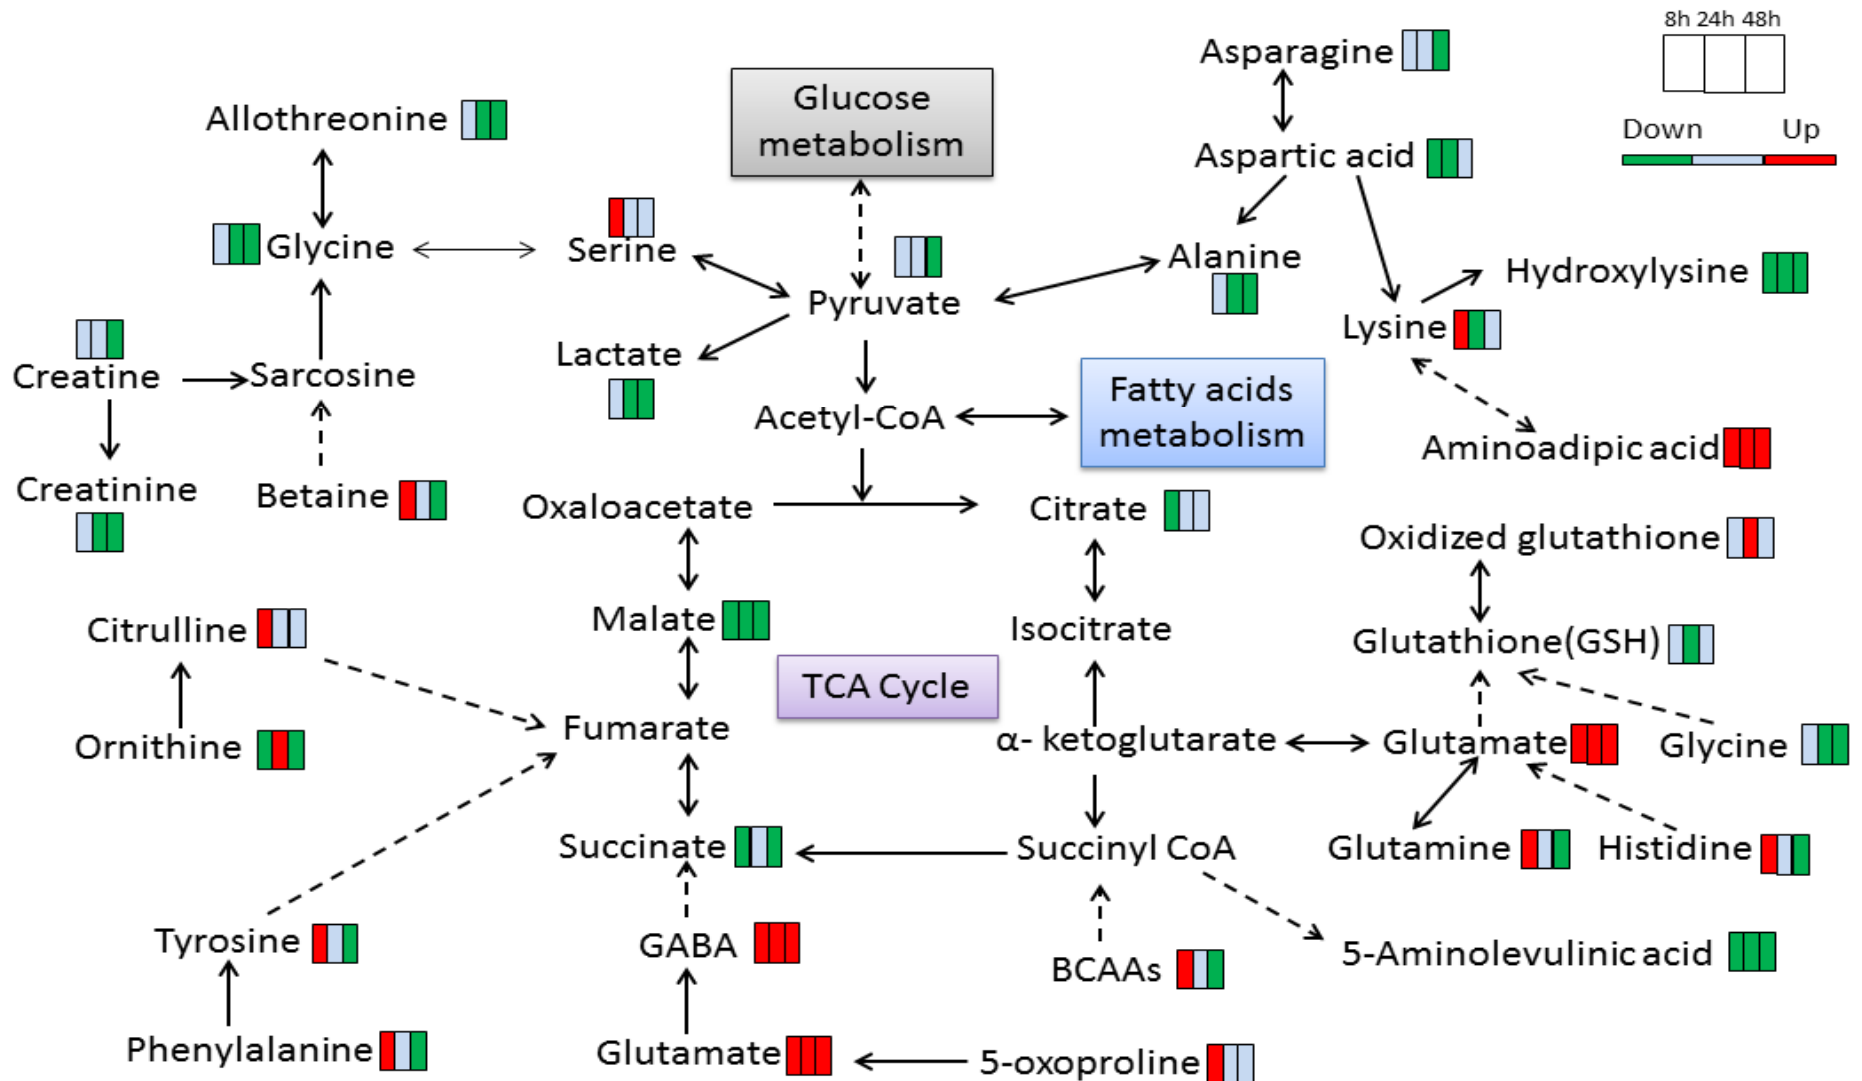 8h 24h 48h
Asparagine
Glucose
metabolism
Allothreonine
Down Up
Aspartic acid
Glycine
Serine
Alanine
Hydroxylysine
Pyruvate
Lysine
Lactate
Creatine
Sarcosine
Fatty acids
metabolism
Acetyl-CoA
Aminoadipic acid
Creatinine
Betaine
Oxaloacetate
Citrate
Oxidized glutathione
Citrulline
Malate
Isocitrate
Glutathione(GSH)
TCA Cycle
Ornithine
Fumarate
α- ketoglutarate
Glutamate
Glycine
Succinate
Succinyl CoA
Glutamine
Histidine
Tyrosine
GABA
BCAAs
5-Aminolevulinic acid
Phenylalanine
Glutamate
5-oxoproline